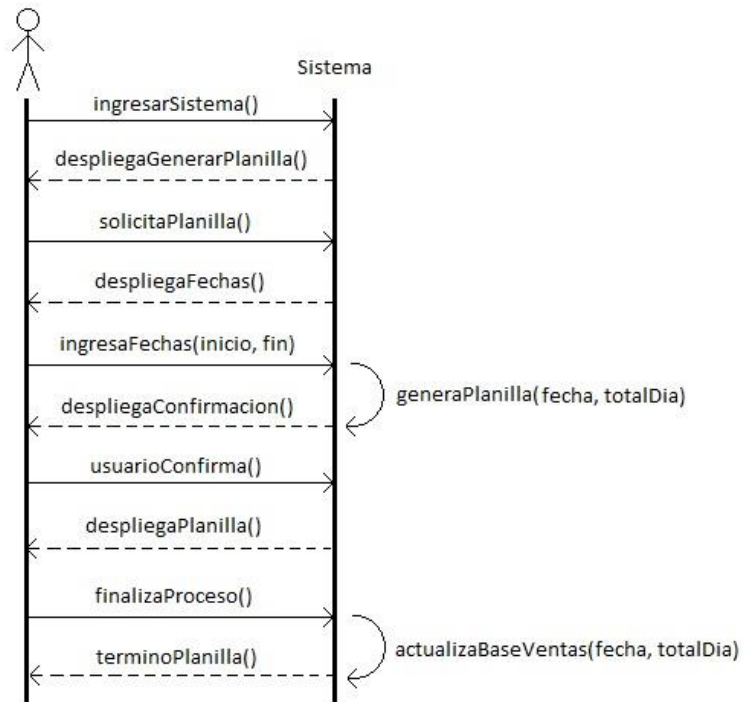 Sistema
ingresarSistema()
despliegaGenerarPlanilla()
solicitaPlanilla()
despliegaFechas()
ingresaFechas(inicio, fin)
generaPlanilla(fecha, totalDia)
despliegaConfirmacion()
usuarioConfirma()
despliegaPlanilla()
finalizaProceso()
actualizaBaseVentas(fecha, totalDia)
terminoPlanilla()